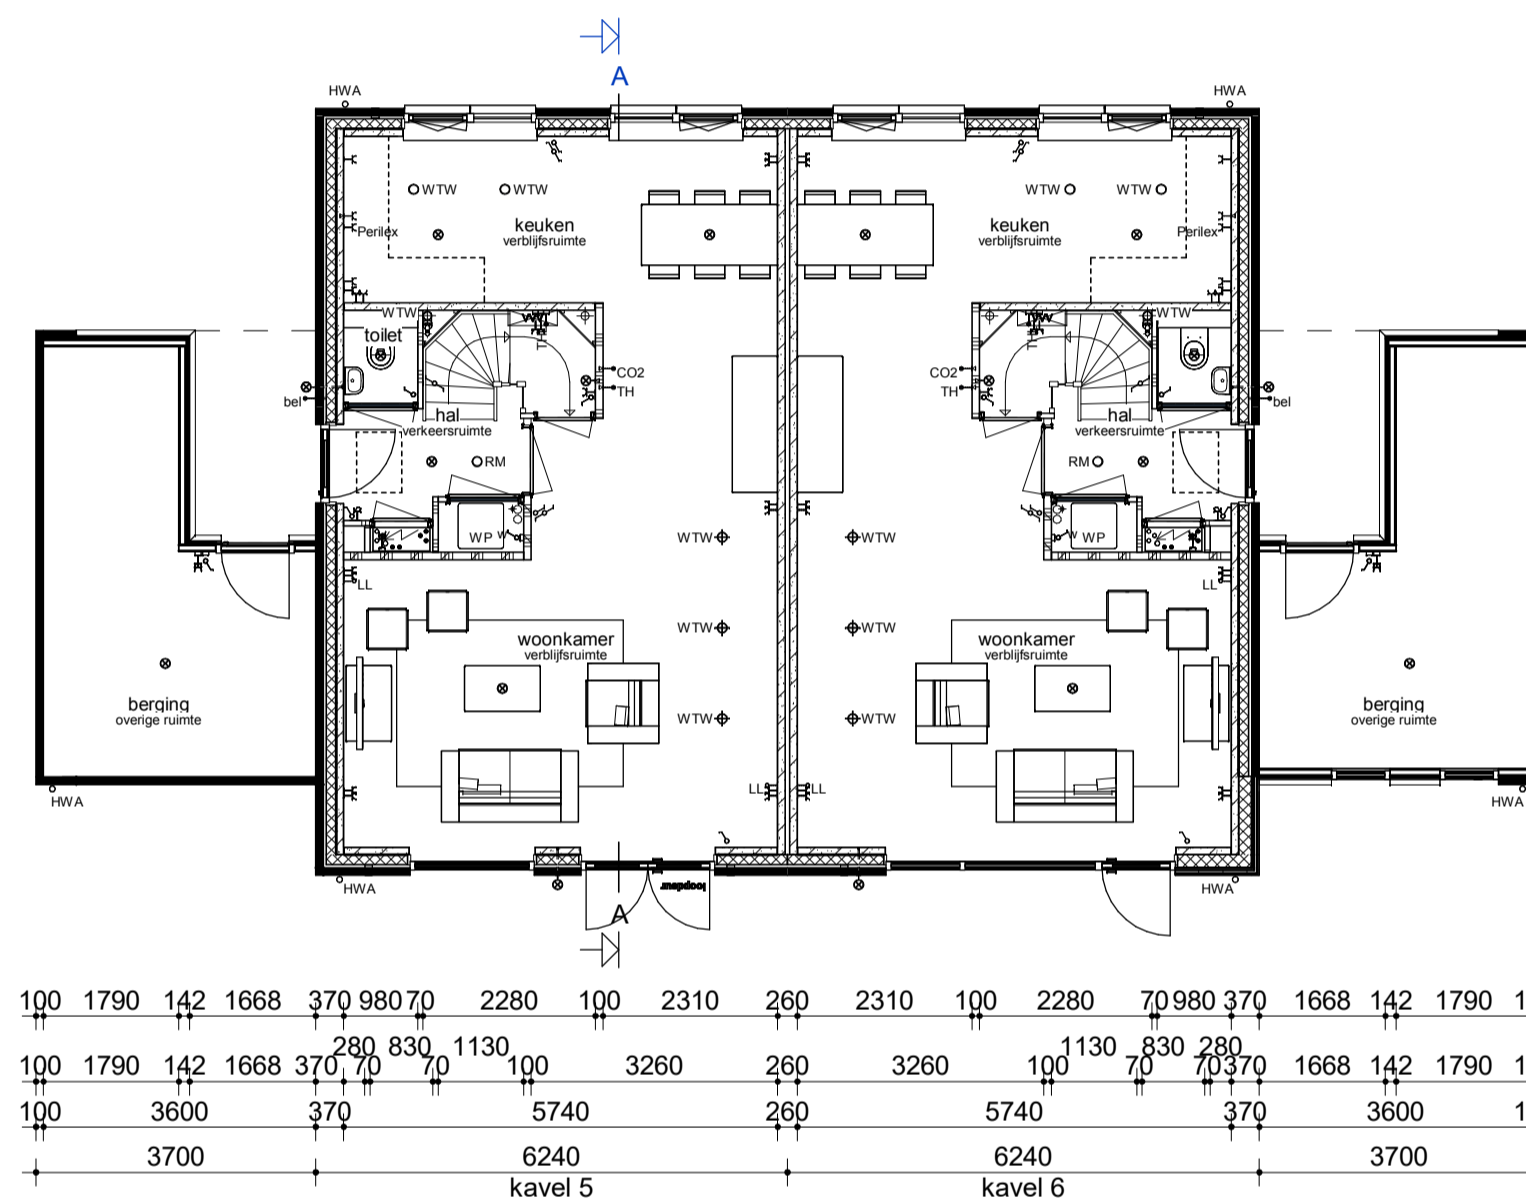 A
HWA HWA
WTW WTW WTW WTW
keuken keuken
verblijfsruimte verblijfsruimte
Perilex Perilex
WTW WTW
toilet
TH TH
CO2 CO2
TH TH
bel bel
hal hal
verkeersruimte verkeersruimte
RM RM
WP W W WP
WTW WTW
LL LL
WTW WTW
woonkamer woonkamer
verblijfsruimte verblijfsruimte
berging berging
overige ruimte overige ruimte
WTW WTW
LL LL
HWA HWA
HWA loopdeur HWA
A
100 1790 142 1668 370 980 70 2280 100 2310 260 2310 100 2280 70 980 370 1668 142 1790 1
280 830 1130 1130 830 280
100 1790 142 1668 370 70 70 100 3260 260 3260 100 70 70 370 1668 142 1790 1
100 3600 370 5740 260 5740 370 3600 1
3700 6240 6240 3700
kavel 5 kavel 6